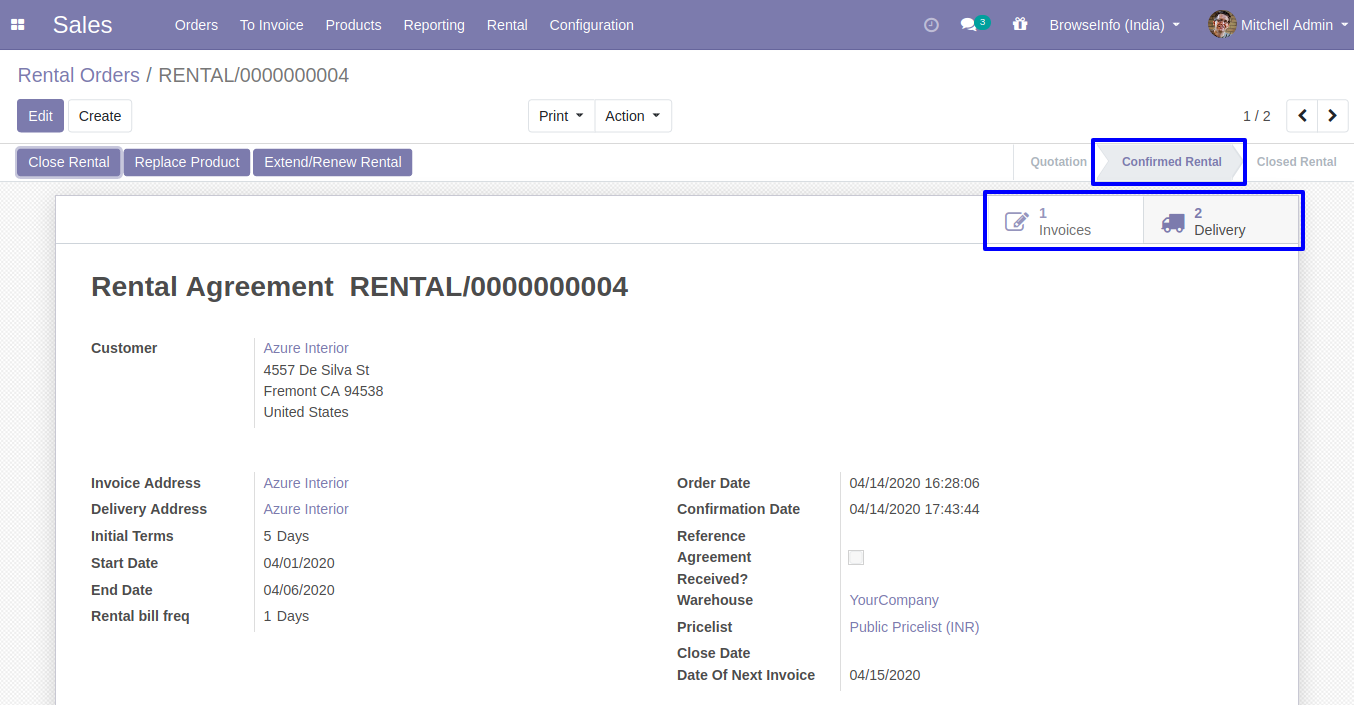 Sales Orders To Invoice Products Reporting Rental Configuration 3 BrowseInfo (India) Mitchell Admin
Rental Orders / RENTAL/0000000004
Edit Create Print Action 1 / 2
Close Rental Replace Product Extend/Renew Rental Quotation Confirmed Rental Closed Rental
1 Invoices 2 Delivery
Rental Agreement RENTAL/0000000004
Customer Azure Interior
4557 De Silva St
Fremont CA 94538
United States
Invoice Address Azure Interior
Delivery Address Azure Interior
Initial Terms 5 Days
Start Date 04/01/2020
End Date 04/06/2020
Rental bill freq 1 Days
Order Date 04/14/2020 16:28:06
Confirmation Date 04/14/2020 17:43:44
Reference
Agreement
Received?
Warehouse YourCompany
Pricelist Public Pricelist (INR)
Close Date
Date Of Next Invoice 04/15/2020